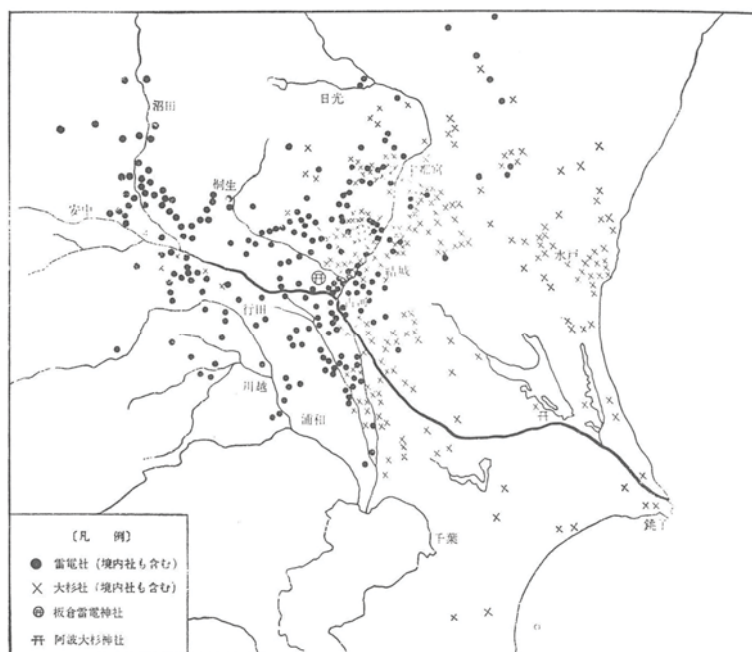 沼田
日光
桐生
宇都宮
安中
水戸
結城
行田
川越
浦和
千葉
銚子
〔凡 例〕
雷電社(境内社も含む)
大杉社(境内社も含む)
板倉雷電神社
阿波大杉神社